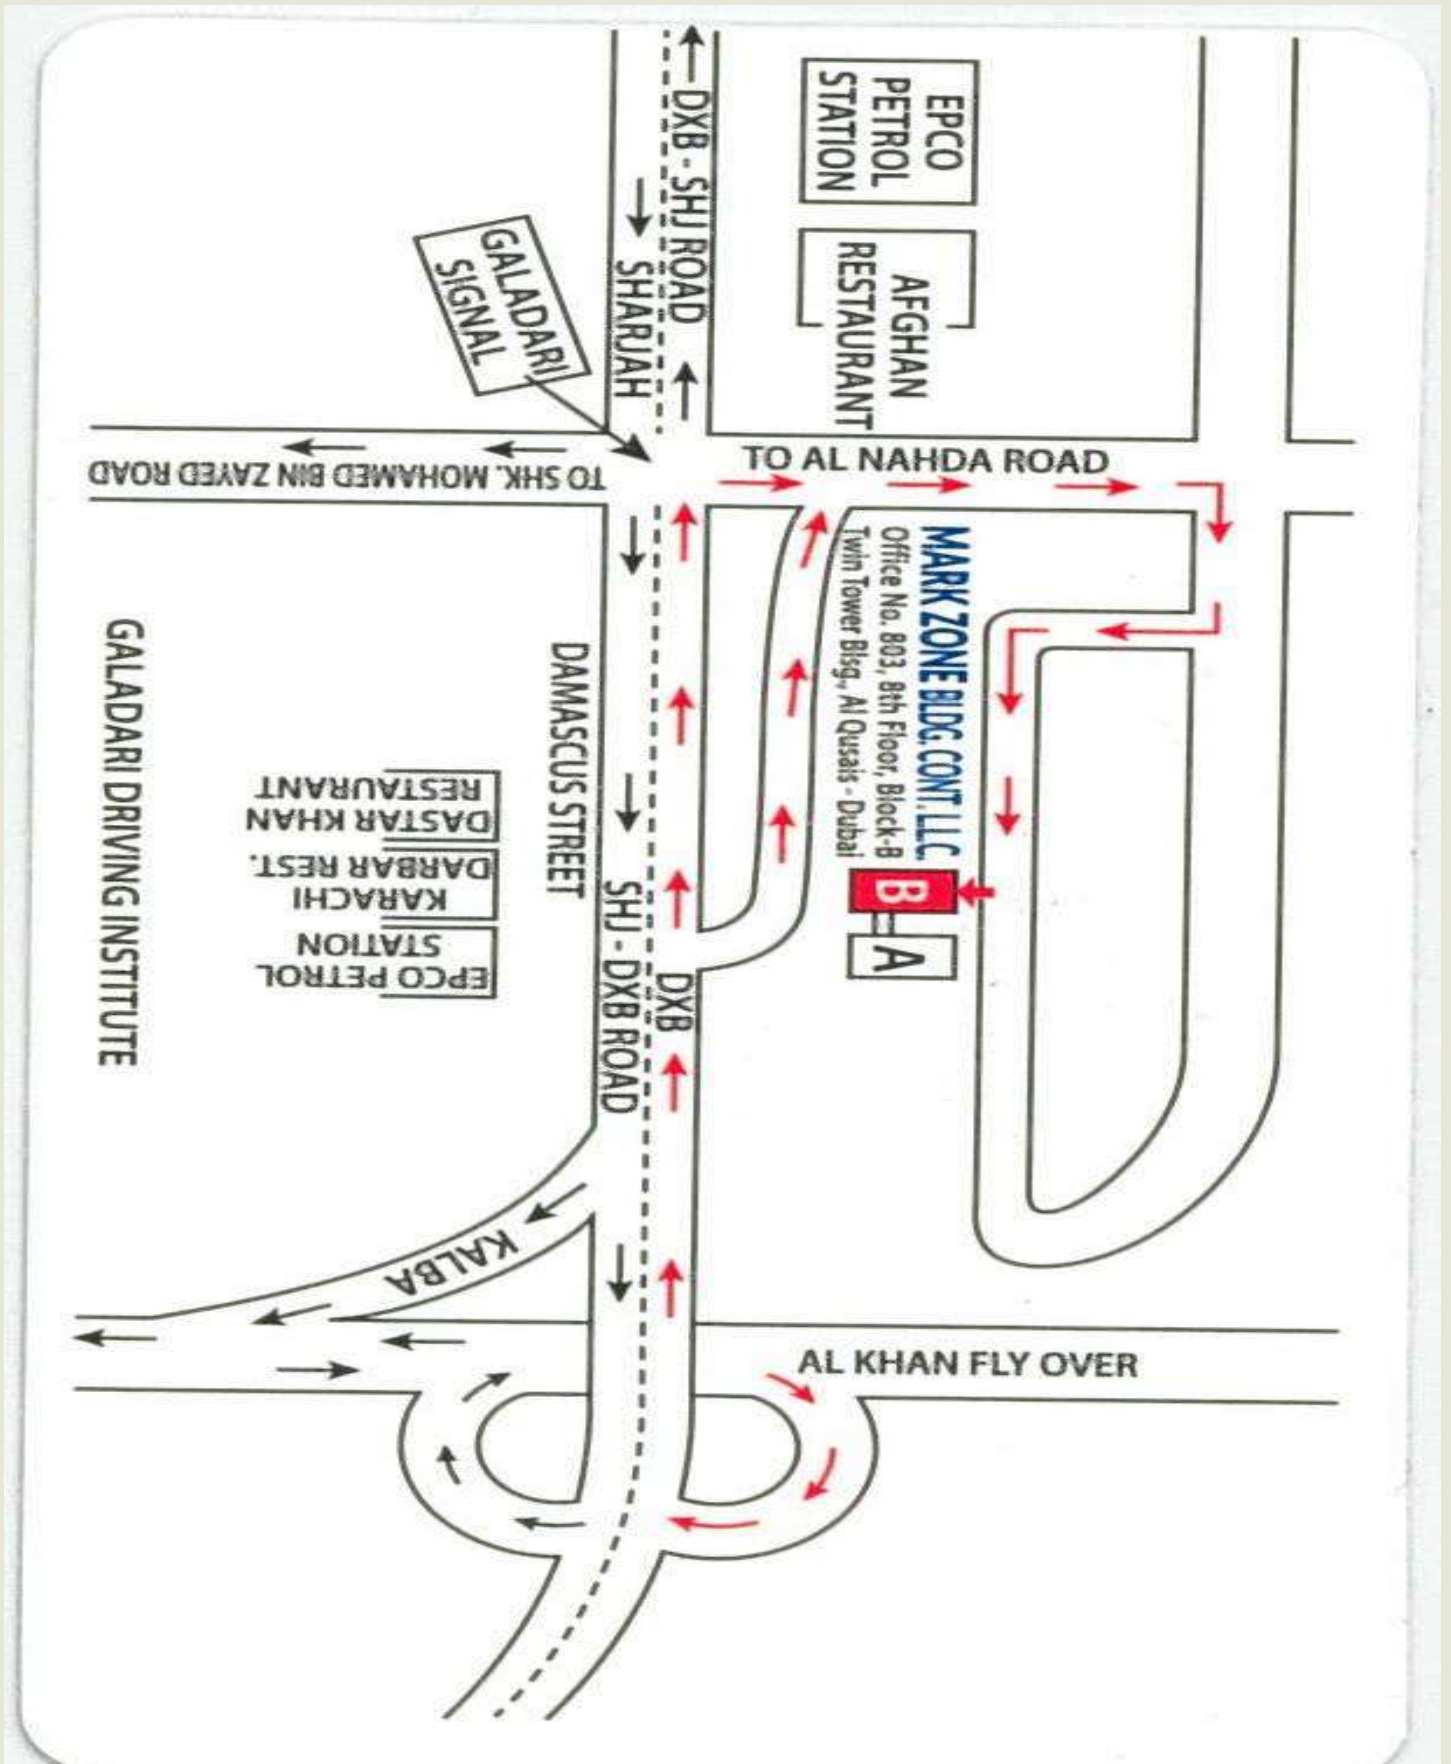 EPCO
PETROL
STATION
AFGHAN
RESTAURANT
DXB - SHJ ROAD
SHARJAH
GALADARI
SIGNAL
TO SHK. MOHAMED BIN ZAYED ROAD
TO AL NAHDA ROAD
MARK ZONE BLDG. CONT. L.L.C.
Office No. 803, 8th Floor, Block-B
Twin Tower Blsg., Al Qusais - Dubai
B
A
DAMASCUS STREET
GALADARI DRIVING INSTITUTE
DASTAR KHAN
RESTAURANT
KARACHI
DARBAR REST.
EPCO PETROL
STATION
SHJ - DXB ROAD
DXB
KALBA
AL KHAN FLY OVER